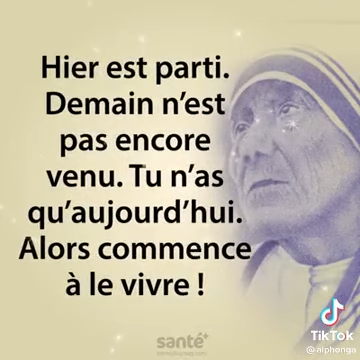 Hier est parti.
Demain n'est
pas encore
venu. Tu n'as
qu'aujourd'hui.
Alors commence
à le vivre !
santé+
TikTok
@alphonga